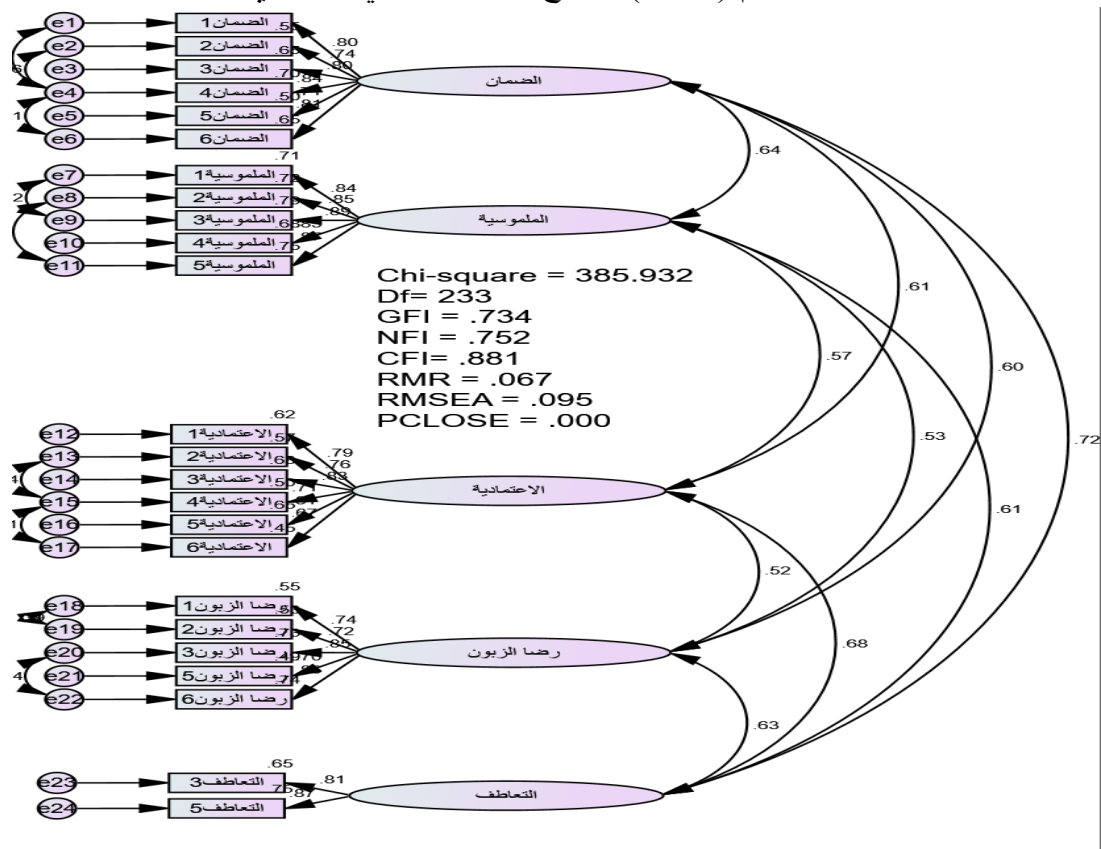 e1
الضمان1
.80
e2
الضمان2
.74
e3
الضمان3
.80
e4
الضمان4
.84
e5
الضمان5
e6
الضمان6
.65
الضمان
.64
.71
e7
الملموسية1
.84
e8
الملموسية2
.85
e9
الملموسية3
e10
الملموسية4
e11
الملموسية5
الملموسية
Chi-square = 385.932
Df= 233
GFI = .734
NFI = .752
CFI= .881
RMR = .067
RMSEA = .095
PCLOSE = .000
.61
.57
.60
.53
.72
.61
.62
e12
الاعتمادية1
.79
e13
الاعتمادية2
.76
e14
الاعتمادية3
.83
e15
الاعتمادية4
e16
الاعتمادية5
e17
الاعتمادية6
الاعتمادية
.52
.68
.55
e18
رضا الزبون1
.74
e19
رضا الزبون2
.72
e20
رضا الزبون3
.85
e21
رضا الزبون5
e22
رضا الزبون6
رضا الزبون
.63
.65
e23
التعاطف3
.81
e24
التعاطف5
.87
التعاطف